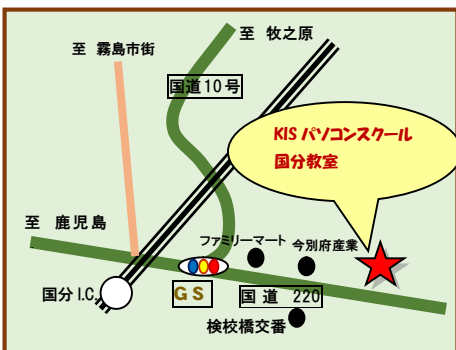 至 牧之原
至 霧島市街
国道10号
KIS パソコンスクール
国分教室
至 鹿児島
ファミリーマート
今別府産業
国分 I.C.
GS
国道 220
検校橋交番